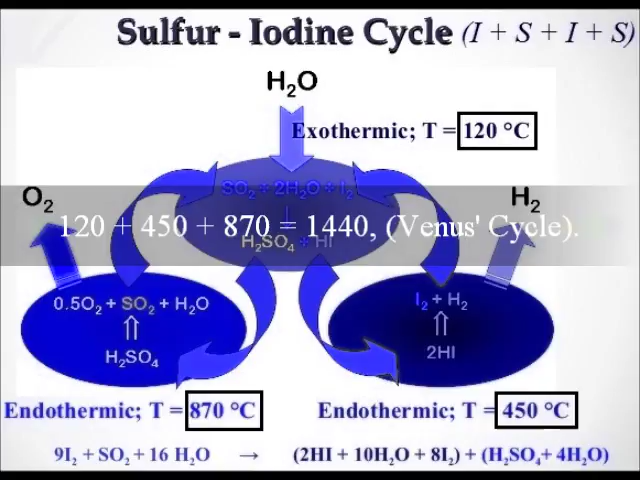 Sulfur - Iodine Cycle (I + S + I + S)
H₂O
Exothermic; T = 120 °C
SO₂ + 2H₂O + I₂
O₂
H₂
120 + 450 + 870 = 1440, (Venus' Cycle).
↓
H₂SO₄ + HI
0.5O₂ + SO₂ + H₂O
⇑
H₂SO₄
I₂ + H₂
⇑
2HI
Endothermic; T = 870 °C
Endothermic; T = 450 °C
9I₂ + SO₂ + 16 H₂O → (2HI + 10H₂O + 8I₂) + (H₂SO₄ + 4H₂O)